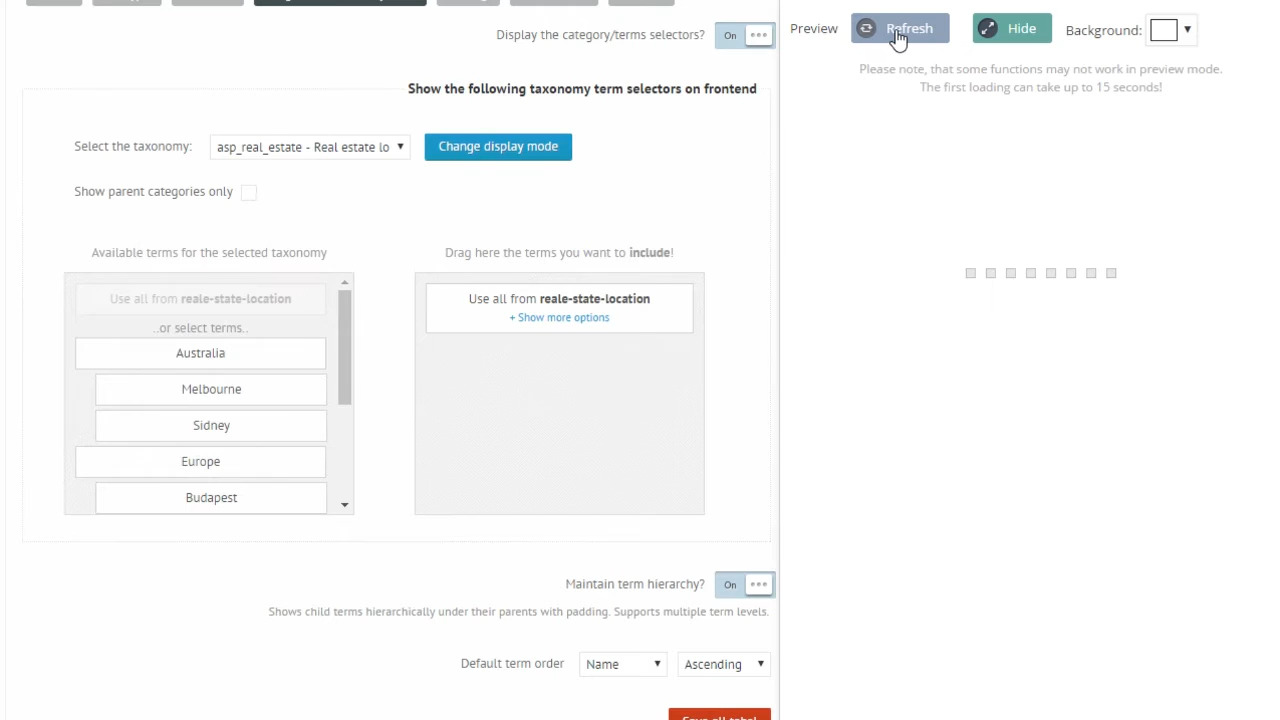 Display the category/terms selectors?
On
Preview
Refresh
Hide
Background:
Please note, that some functions may not work in preview mode.
The first loading can take up to 15 seconds!
Show the following taxonomy term selectors on frontend
Select the taxonomy:
asp_real_estate - Real estate lo
Change display mode
Show parent categories only
Available terms for the selected taxonomy
Drag here the terms you want to include!
Use all from reale-state-location
..or select terms..
Australia
Melbourne
Sidney
Europe
Budapest
Use all from reale-state-location
+ Show more options
Maintain term hierarchy?
On
Shows child terms hierarchically under their parents with padding. Supports multiple term levels.
Default term order
Name
Ascending